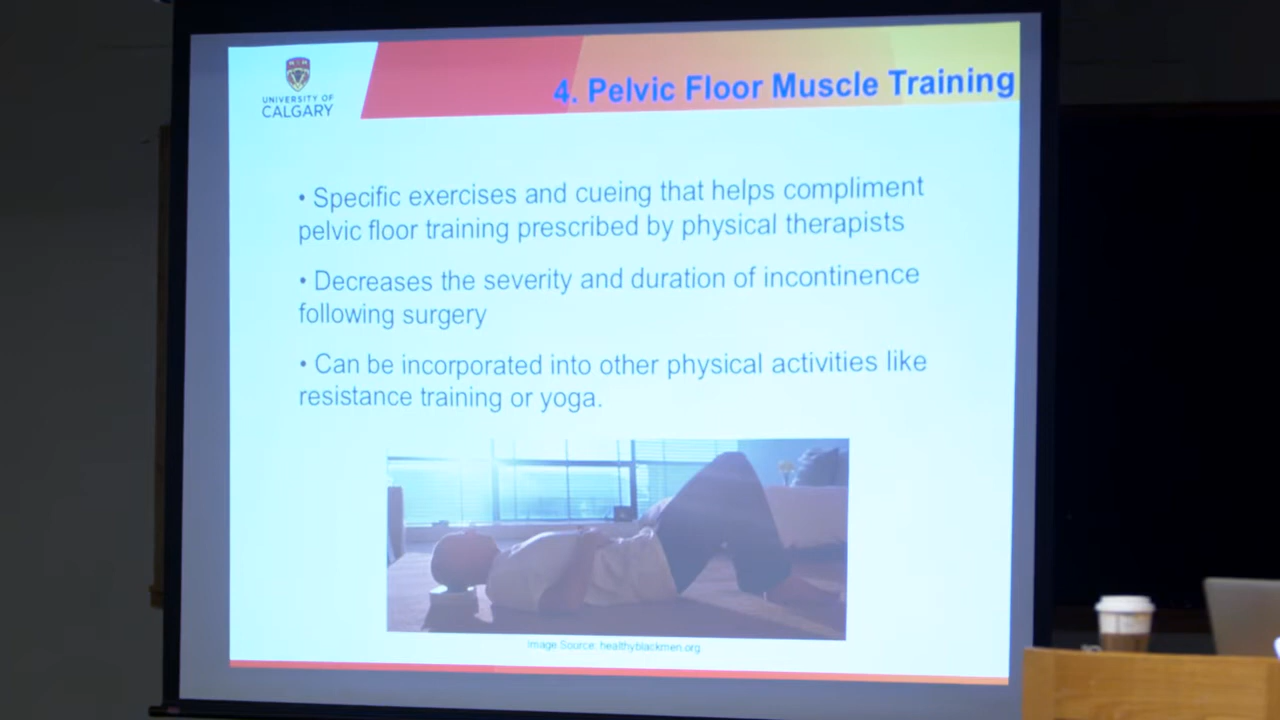 UNIVERSITY OF
CALGARY
4. Pelvic Floor Muscle Training
• Specific exercises and cueing that helps compliment
pelvic floor training prescribed by physical therapists
• Decreases the severity and duration of incontinence
following surgery
• Can be incorporated into other physical activities like
resistance training or yoga.
Image Source: healthyblackmen.org